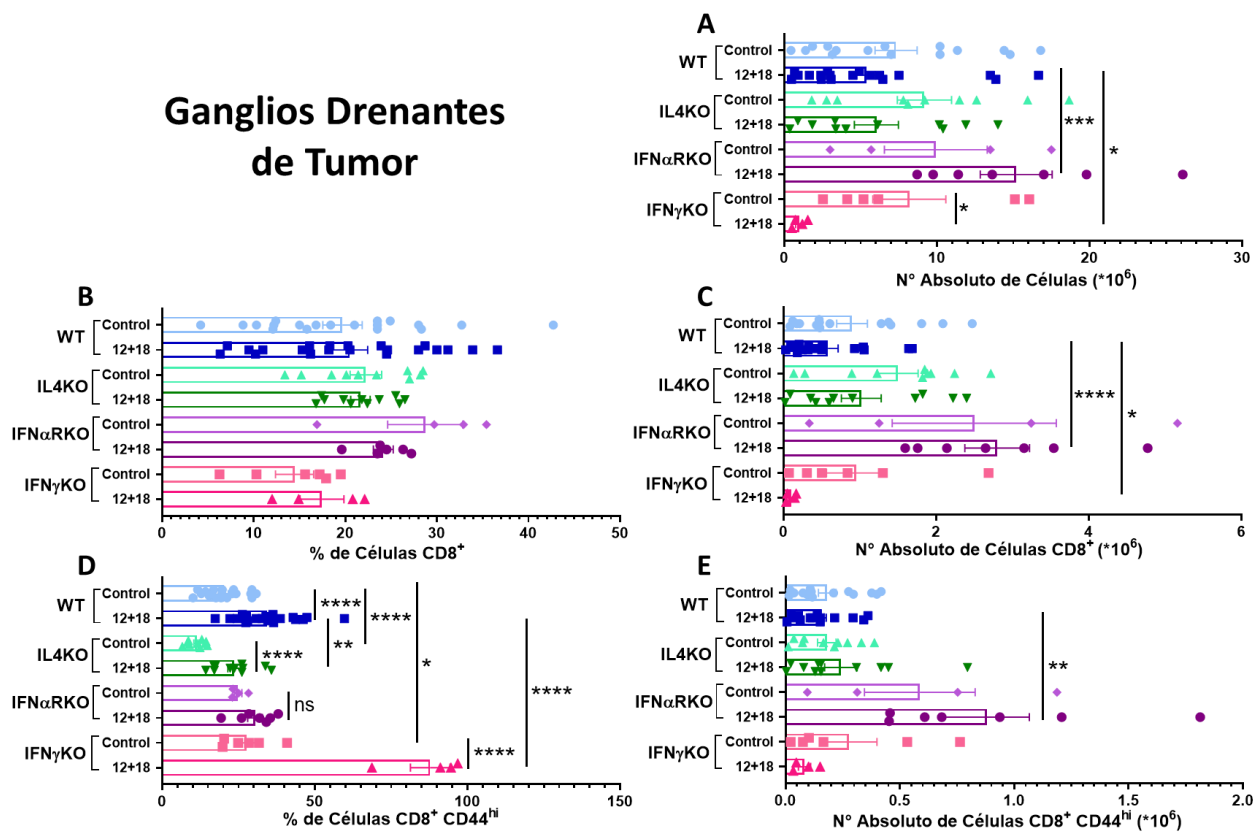 Ganglios Drenantes
de Tumor
A
WT
Control
12+18
IL4KO
Control
12+18
IFNαRKO
Control
12+18
IFNγKO
Control
12+18
***
*
*
0 10 20 30
N° Absoluto de Células (*10⁶)
B
WT
Control
12+18
IL4KO
Control
12+18
IFNαRKO
Control
12+18
IFNγKO
Control
12+18
0 10 20 30 40 50
% de Células CD8⁺
C
WT
Control
12+18
IL4KO
Control
12+18
IFNαRKO
Control
12+18
IFNγKO
Control
12+18
****
*
0 2 4 6
N° Absoluto de Células CD8⁺ (*10⁶)
D
WT
Control
12+18
IL4KO
Control
12+18
IFNαRKO
Control
12+18
IFNγKO
Control
12+18
****
****
**
****
*
****
ns
****
0 50 100 150
% de Células CD8⁺ CD44ʰⁱ
E
WT
Control
12+18
IL4KO
Control
12+18
IFNαRKO
Control
12+18
IFNγKO
Control
12+18
**
0.0 0.5 1.0 1.5 2.0
N° Absoluto de Células CD8⁺ CD44ʰⁱ (*10⁶)